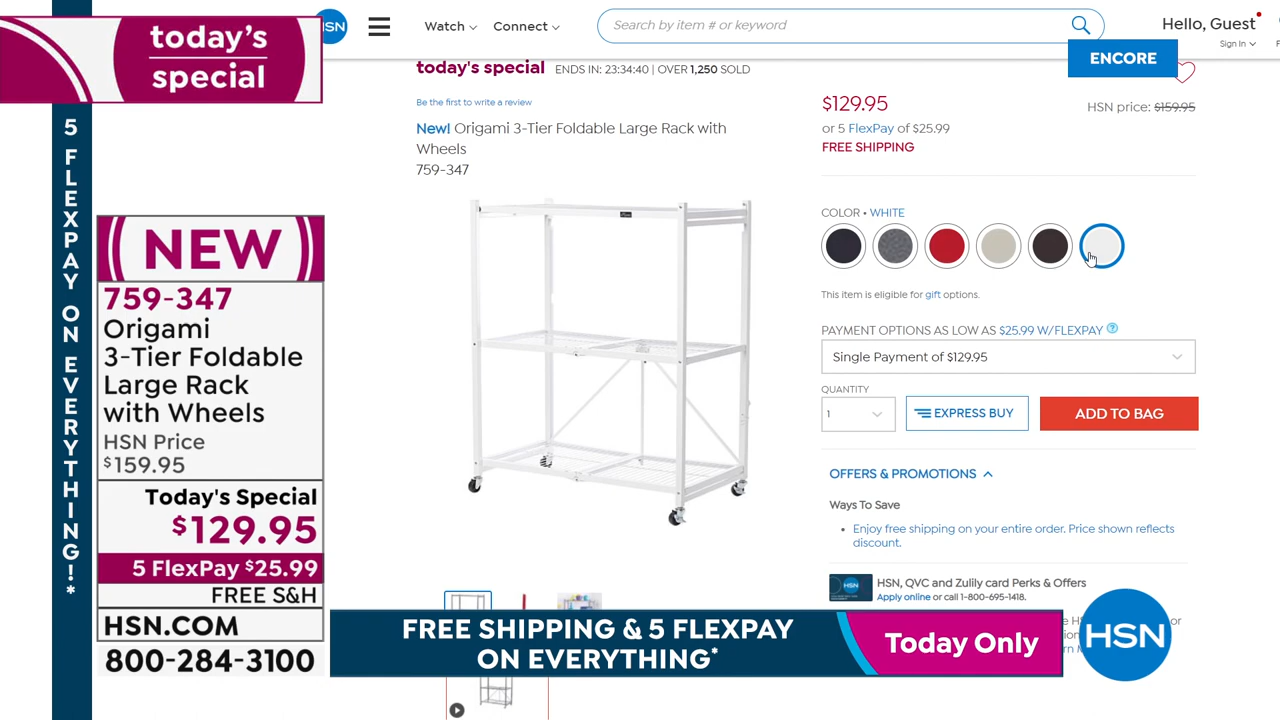 today's
special
5 FLEXPAY ON EVERYTHING!*
NEW
759-347
Origami
3-Tier Foldable
Large Rack
with Wheels
HSN Price
$159.95
Today's Special
$129.95
5 FlexPay $25.99
FREE S&H
HSN.COM
800-284-3100
HSN
Watch
Connect
Search by item # or keyword
Hello, Guest
Sign In
ENCORE
today's special ENDS IN: 23:34:40 | OVER 1,250 SOLD
Be the first to write a review
New! Origami 3-Tier Foldable Large Rack with
Wheels
759-347
$129.95
HSN price: $159.95
or 5 FlexPay of $25.99
FREE SHIPPING
COLOR • WHITE
This item is eligible for gift options.
PAYMENT OPTIONS AS LOW AS $25.99 W/FLEXPAY ?
Single Payment of $129.95
QUANTITY
1
EXPRESS BUY
ADD TO BAG
OFFERS & PROMOTIONS
Ways To Save
• Enjoy free shipping on your entire order. Price shown reflects
discount.
HSN
HSN, QVC and Zulily card Perks & Offers
Apply online or call 1-800-695-1418.
FREE SHIPPING & 5 FLEXPAY
ON EVERYTHING*
Today Only
HSN